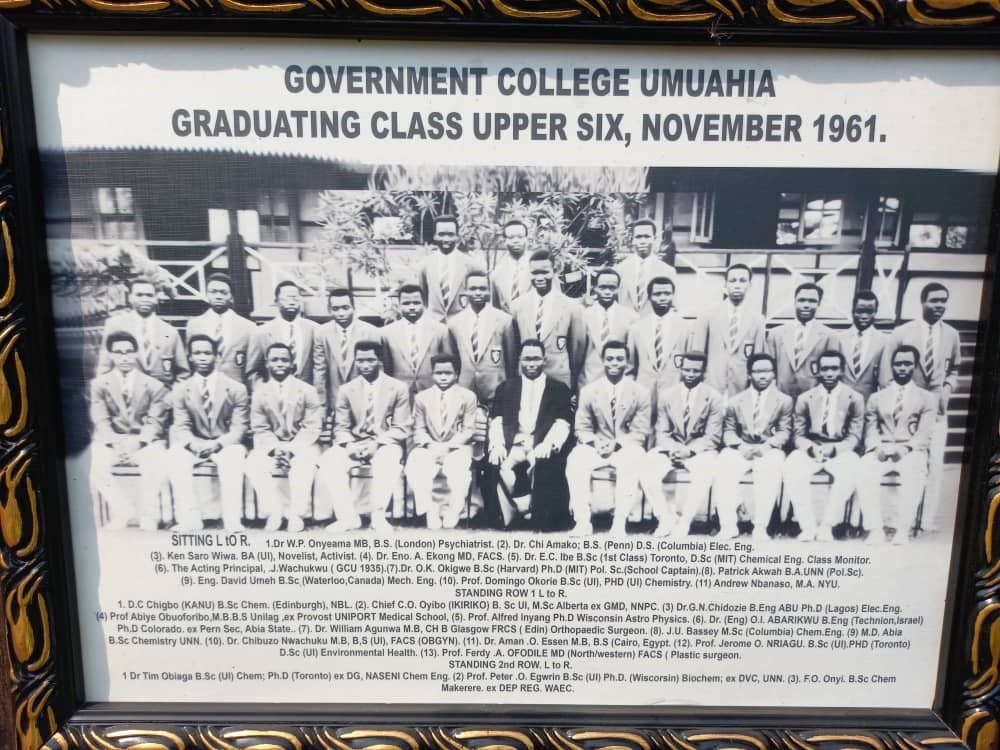 GOVERNMENT COLLEGE UMUAHIA
GRADUATING CLASS UPPER SIX, NOVEMBER 1961.
SITTING L tO R. 1.Dr W.P. Onyeama MB, B.S. (London) Psychiatrist. (2). Dr. Chi Amako; B.S. (Penn) D.S. (Columbia) Elec. Eng.
(3). Ken Saro Wiwa. BA (UI), Novelist, Activist. (4). Dr. Eno. A. Ekong MD, FACS. (5). Dr. E.C. Ibe B.Sc (1st Class) Toronto, D.Sc (MIT) Chemical Eng. Class Monitor.
(6). The Acting Principal, .J.Wachukwu ( GCU 1935).(7).Dr. O.K. Okigwe B.Sc (Harvard) Ph.D (MIT) Pol. Sc.(School Captain).(8). Patrick Akwah B.A.UNN (Pol.Sc).
(9). Eng. David Umeh B.Sc,(Waterloo,Canada) Mech. Eng. (10). Prof. Domingo Okorie B.Sc (UI), PHD (UI) Chemistry. (11) Andrew Nbanaso, M.A. NYU.
STANDING ROW 1 L to R.
1. D.C Chigbo (KANU) B.Sc Chem. (Edinburgh), NBL. (2). Chief C.O. Oyibo (IKIRIKO) B. Sc UI, M.Sc Alberta ex GMD, NNPC. (3) Dr.G.N.Chidozie B.Eng ABU Ph.D (Lagos) Elec.Eng.
(4) Prof Abiye Obuoforibo,M.B.B.S Unilag ,ex Provost UNIPORT Medical School, (5). Prof. Alfred Inyang Ph.D Wisconsin Astro Physics. (6). Dr. (Eng) O.I. ABARIKWU B.Eng (Technion,Israel)
Ph.D Colorado. ex Pern Sec, Abia State.. (7). Dr. William Agunwa M.B, CH B Glasgow FRCS ( Edin) Orthopaedic Surgeon. (8). J.U. Bassey M.Sc (Columbia) Chem.Eng. (9) M.D. Abia
B.Sc Chemistry UNN. (10). Dr. Chibuzo Nwachuku M.B, B,S (UI), FACS (OBGYN). (11). Dr. Aman .O. Essen M.B, B.S (Cairo, Egypt. (12). Prof. Jerome O. NRIAGU. B.Sc (UI).PHD (Toronto)
D.Sc (UI) Environmental Health. (13). Prof. Ferdy .A. OFODILE MD (North/western) FACS ( Plastic surgeon.
STANDING 2nd ROW. L to R.
1 Dr Tim Obiaga B.Sc (UI) Chem; Ph.D (Toronto) ex DG, NASENI Chem Eng. (2) Prof. Peter .O. Egwrin B.Sc (UI) Ph.D. (Wiscorsin) Biochem; ex DVC, UNN. (3). F.O. Onyi. B.Sc Chem
Makerere. ex DEP REG. WAEC.